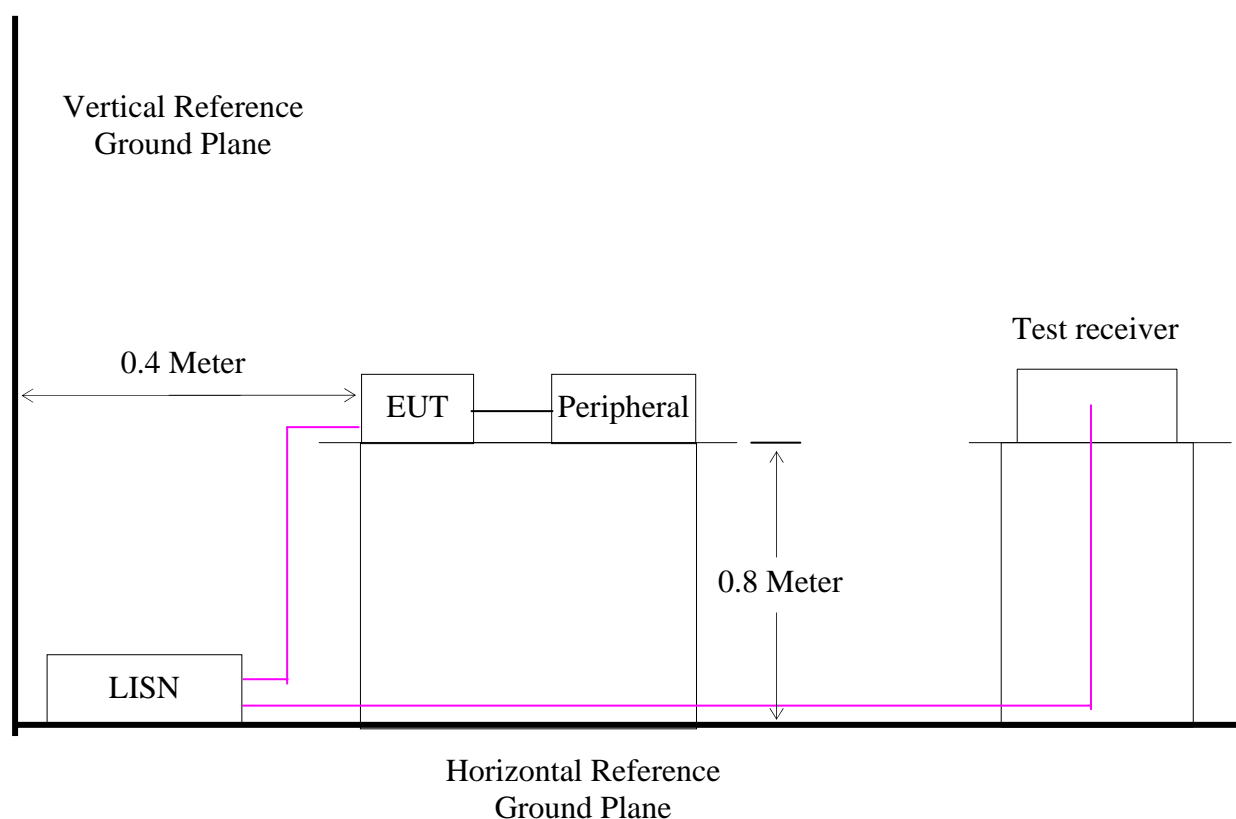 Vertical Reference
Ground Plane
Test receiver
0.4 Meter
EUT
Peripheral
0.8 Meter
LISN
Horizontal Reference
Ground Plane